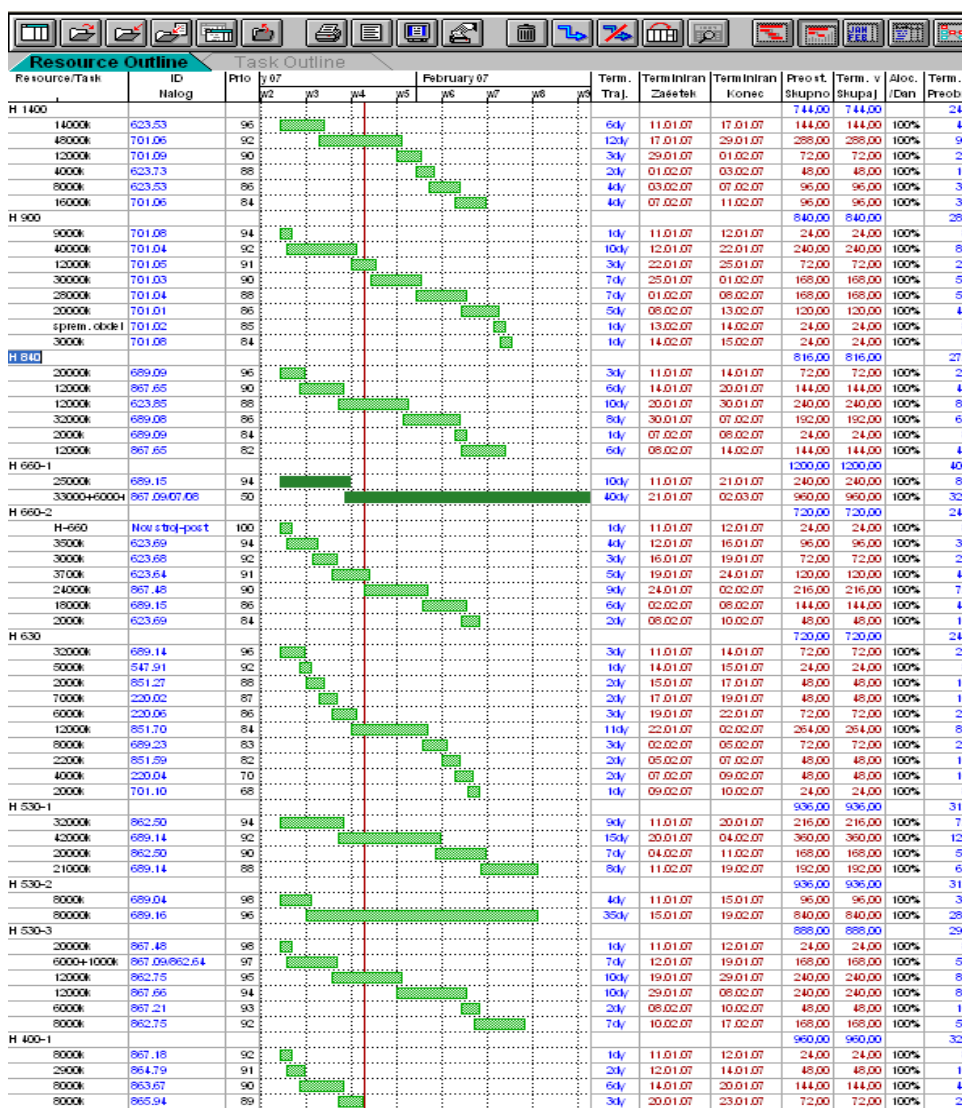 Resource Outline Task Outline
Resource/Task ID Prio y 07 February 07 Term. Terminiran Terminiran Preost. Term. v Aloc. Term.
Nalog w2 w3 w4 w5 w6 w7 w8 w9 Traj. Začetek Konec Skupno Skupaj /Dan Preob
H 1400 744,00 744,00 24
14000k 623.53 96 6dy 11.01.07 17.01.07 144,00 144,00 100% 4
48000k 701.06 92 12dy 17.01.07 29.01.07 288,00 288,00 100% 9
12000k 701.09 90 3dy 29.01.07 01.02.07 72,00 72,00 100% 2
4000k 623.73 88 2dy 01.02.07 03.02.07 48,00 48,00 100% 1
8000k 623.53 86 4dy 03.02.07 07.02.07 96,00 96,00 100% 3
16000k 701.06 84 4dy 07.02.07 11.02.07 96,00 96,00 100% 3
H 900 840,00 840,00 28
9000k 701.08 94 1dy 11.01.07 12.01.07 24,00 24,00 100%
40000k 701.04 92 10dy 12.01.07 22.01.07 240,00 240,00 100% 8
12000k 701.05 91 3dy 22.01.07 25.01.07 72,00 72,00 100% 2
30000k 701.03 90 7dy 25.01.07 01.02.07 168,00 168,00 100% 5
28000k 701.04 88 7dy 01.02.07 08.02.07 168,00 168,00 100% 5
20000k 701.01 86 5dy 08.02.07 13.02.07 120,00 120,00 100% 4
sprem. obdel 701.02 85 1dy 13.02.07 14.02.07 24,00 24,00 100%
3000k 701.08 84 1dy 14.02.07 15.02.07 24,00 24,00 100%
H 840 816,00 816,00 27
20000k 689.09 96 3dy 11.01.07 14.01.07 72,00 72,00 100% 2
12000k 867.65 90 6dy 14.01.07 20.01.07 144,00 144,00 100% 4
12000k 623.85 88 10dy 20.01.07 30.01.07 240,00 240,00 100% 8
32000k 689.08 86 8dy 30.01.07 07.02.07 192,00 192,00 100% 6
2000k 689.09 84 1dy 07.02.07 08.02.07 24,00 24,00 100%
12000k 867.65 82 6dy 08.02.07 14.02.07 144,00 144,00 100% 4
H 660-1 1200,00 1200,00 40
25000k 689.15 94 10dy 11.01.07 21.01.07 240,00 240,00 100% 8
33000+6000+ 867.09/07/08 50 40dy 21.01.07 02.03.07 960,00 960,00 100% 32
H 660-2 720,00 720,00 24
H-660 Nov stroj-post 100 1dy 11.01.07 12.01.07 24,00 24,00 100%
3500k 623.69 94 4dy 12.01.07 16.01.07 96,00 96,00 100% 3
3000k 623.68 92 3dy 16.01.07 19.01.07 72,00 72,00 100% 2
3700k 623.64 91 5dy 19.01.07 24.01.07 120,00 120,00 100% 4
24000k 867.48 90 9dy 24.01.07 02.02.07 216,00 216,00 100% 7
18000k 689.15 86 6dy 02.02.07 08.02.07 144,00 144,00 100% 4
2000k 623.69 84 2dy 08.02.07 10.02.07 48,00 48,00 100% 1
H 630 720,00 720,00 24
32000k 689.14 96 3dy 11.01.07 14.01.07 72,00 72,00 100% 2
5000k 547.91 92 1dy 14.01.07 15.01.07 24,00 24,00 100%
2000k 851.27 88 2dy 15.01.07 17.01.07 48,00 48,00 100% 1
7000k 220.02 87 2dy 17.01.07 19.01.07 48,00 48,00 100% 1
6000k 220.06 86 3dy 19.01.07 22.01.07 72,00 72,00 100% 2
12000k 851.70 84 11dy 22.01.07 02.02.07 264,00 264,00 100% 8
8000k 689.23 83 3dy 02.02.07 05.02.07 72,00 72,00 100% 2
2200k 851.59 82 2dy 05.02.07 07.02.07 48,00 48,00 100% 1
4000k 220.04 70 2dy 07.02.07 09.02.07 48,00 48,00 100% 1
2000k 701.10 68 1dy 09.02.07 10.02.07 24,00 24,00 100%
H 530-1 936,00 936,00 31
32000k 862.50 94 9dy 11.01.07 20.01.07 216,00 216,00 100% 7
42000k 689.14 92 15dy 20.01.07 04.02.07 360,00 360,00 100% 12
20000k 862.50 90 7dy 04.02.07 11.02.07 168,00 168,00 100% 5
21000k 689.14 88 8dy 11.02.07 19.02.07 192,00 192,00 100% 6
H 530-2 936,00 936,00 31
8000k 689.04 98 4dy 11.01.07 15.01.07 96,00 96,00 100% 3
80000k 689.16 96 35dy 15.01.07 19.02.07 840,00 840,00 100% 28
H 530-3 888,00 888,00 29
20000k 867.48 98 1dy 11.01.07 12.01.07 24,00 24,00 100%
6000+1000k 867.09/862.64 97 7dy 12.01.07 19.01.07 168,00 168,00 100% 5
12000k 862.75 95 10dy 19.01.07 29.01.07 240,00 240,00 100% 8
12000k 867.66 94 10dy 29.01.07 08.02.07 240,00 240,00 100% 8
6000k 867.21 93 2dy 08.02.07 10.02.07 48,00 48,00 100% 1
8000k 862.75 92 7dy 10.02.07 17.02.07 168,00 168,00 100% 5
H 400-1 960,00 960,00 32
8000k 867.18 92 1dy 11.01.07 12.01.07 24,00 24,00 100%
2900k 864.79 91 2dy 12.01.07 14.01.07 48,00 48,00 100% 1
8000k 863.67 90 6dy 14.01.07 20.01.07 144,00 144,00 100% 4
8000k 865.94 89 3dy 20.01.07 23.01.07 72,00 72,00 100% 2